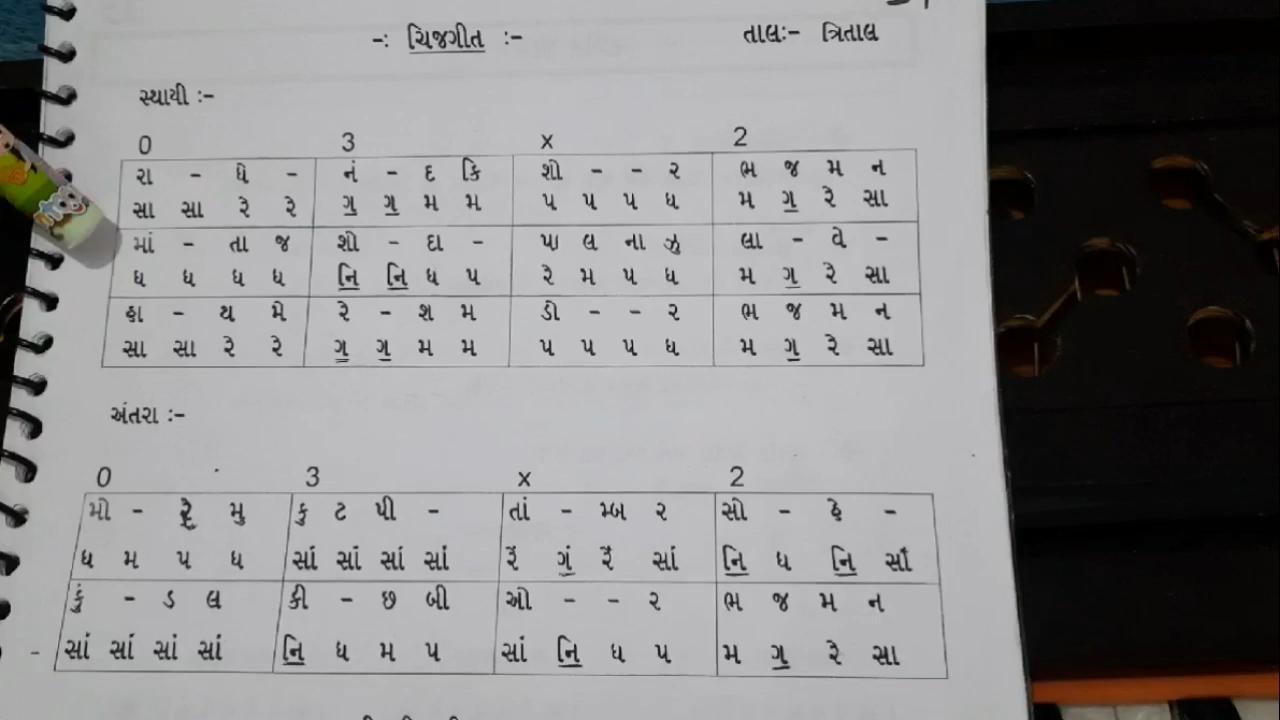 -: ચિજગીત :-
તાલ:- ત્રિતાલ
સ્થાયી :-
0 3 x 2
રા - ધે - નં - દ કિ શો - - ર ભ જ મ ન
સા સા રે રે ગ॒ ગ॒ મ મ પ પ પ ધ મ ગ॒ રે સા
માં - તા જ શો - દા - પા લ ના ઝુ લા - વે -
ધ ધ ધ ધ નિ॒ નિ॒ ધ પ રે મ પ ધ મ ગ॒ રે સા
હા - થ મે રે - શ મ ડો - - ર ભ જ મ ન
સા સા રે રે ગ॒ ગ॒ મ મ પ પ પ ધ મ ગ॒ રે સા
અંતરા :-
0 3 x 2
મો - રે મુ કુ ટ પી - તાં - મ્બ ર સો - હે -
ધ મ પ ધ સાં સાં સાં સાં રેં ગં॒ રેં સાં નિ॒ ધ નિ॒ સાં
કું - ડ લ કી - છ બી ઓ - - ર ભ જ મ ન
સાં સાં સાં સાં નિ॒ ધ મ પ સાં નિ॒ ધ પ મ ગ॒ રે સા